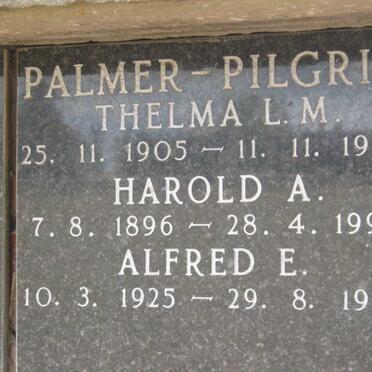 PALMER - PILGRI
THELMA L. M.
25. 11. 1905 - 11. 11. 19
HAROLD A.
7. 8. 1896 - 28. 4. 199
ALFRED E.
10. 3. 1925 - 29. 8. 19